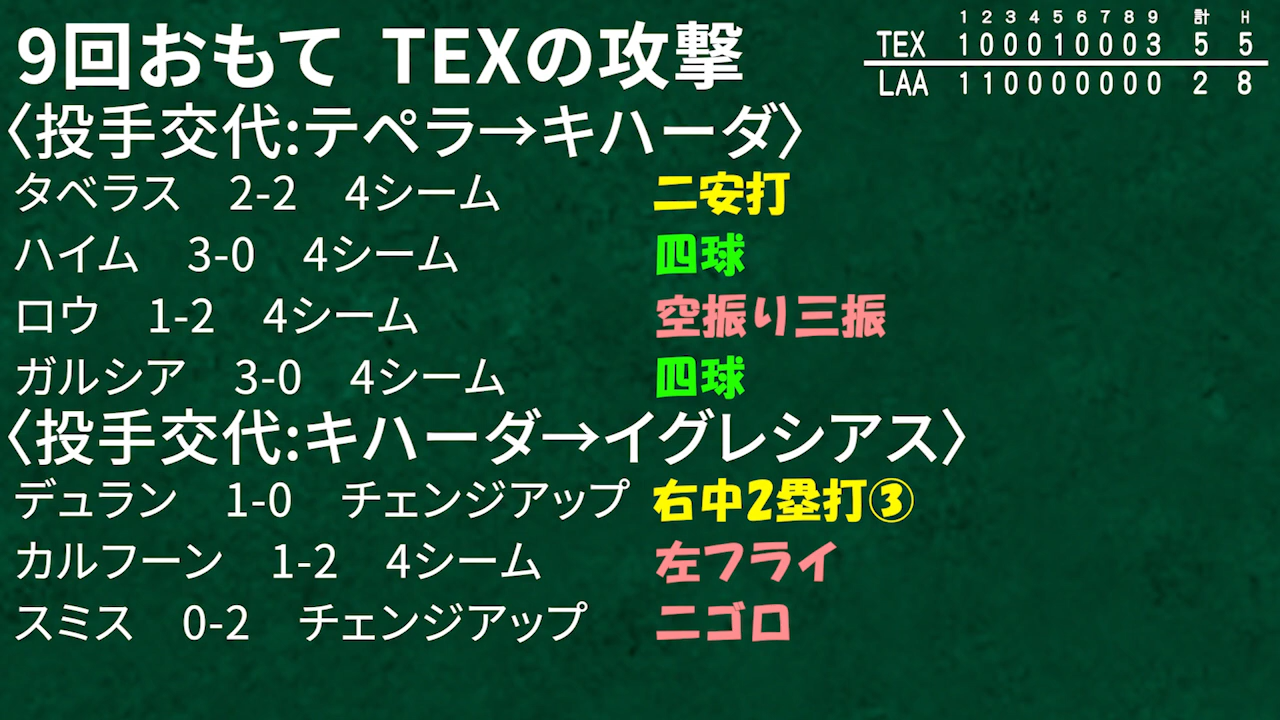 9回おもて TEXの攻撃
1 2 3 4 5 6 7 8 9 計 H
TEX 1 0 0 0 1 0 0 0 3 5 5
LAA 1 1 0 0 0 0 0 0 0 2 8
〈投手交代:テペラ→キハーダ〉
タベラス 2-2 4シーム 二安打
ハイム 3-0 4シーム 四球
ロウ 1-2 4シーム 空振り三振
ガルシア 3-0 4シーム 四球
〈投手交代:キハーダ→イグレシアス〉
デュラン 1-0 チェンジアップ 右中2塁打③
カルフーン 1-2 4シーム 左フライ
スミス 0-2 チェンジアップ 二ゴロ